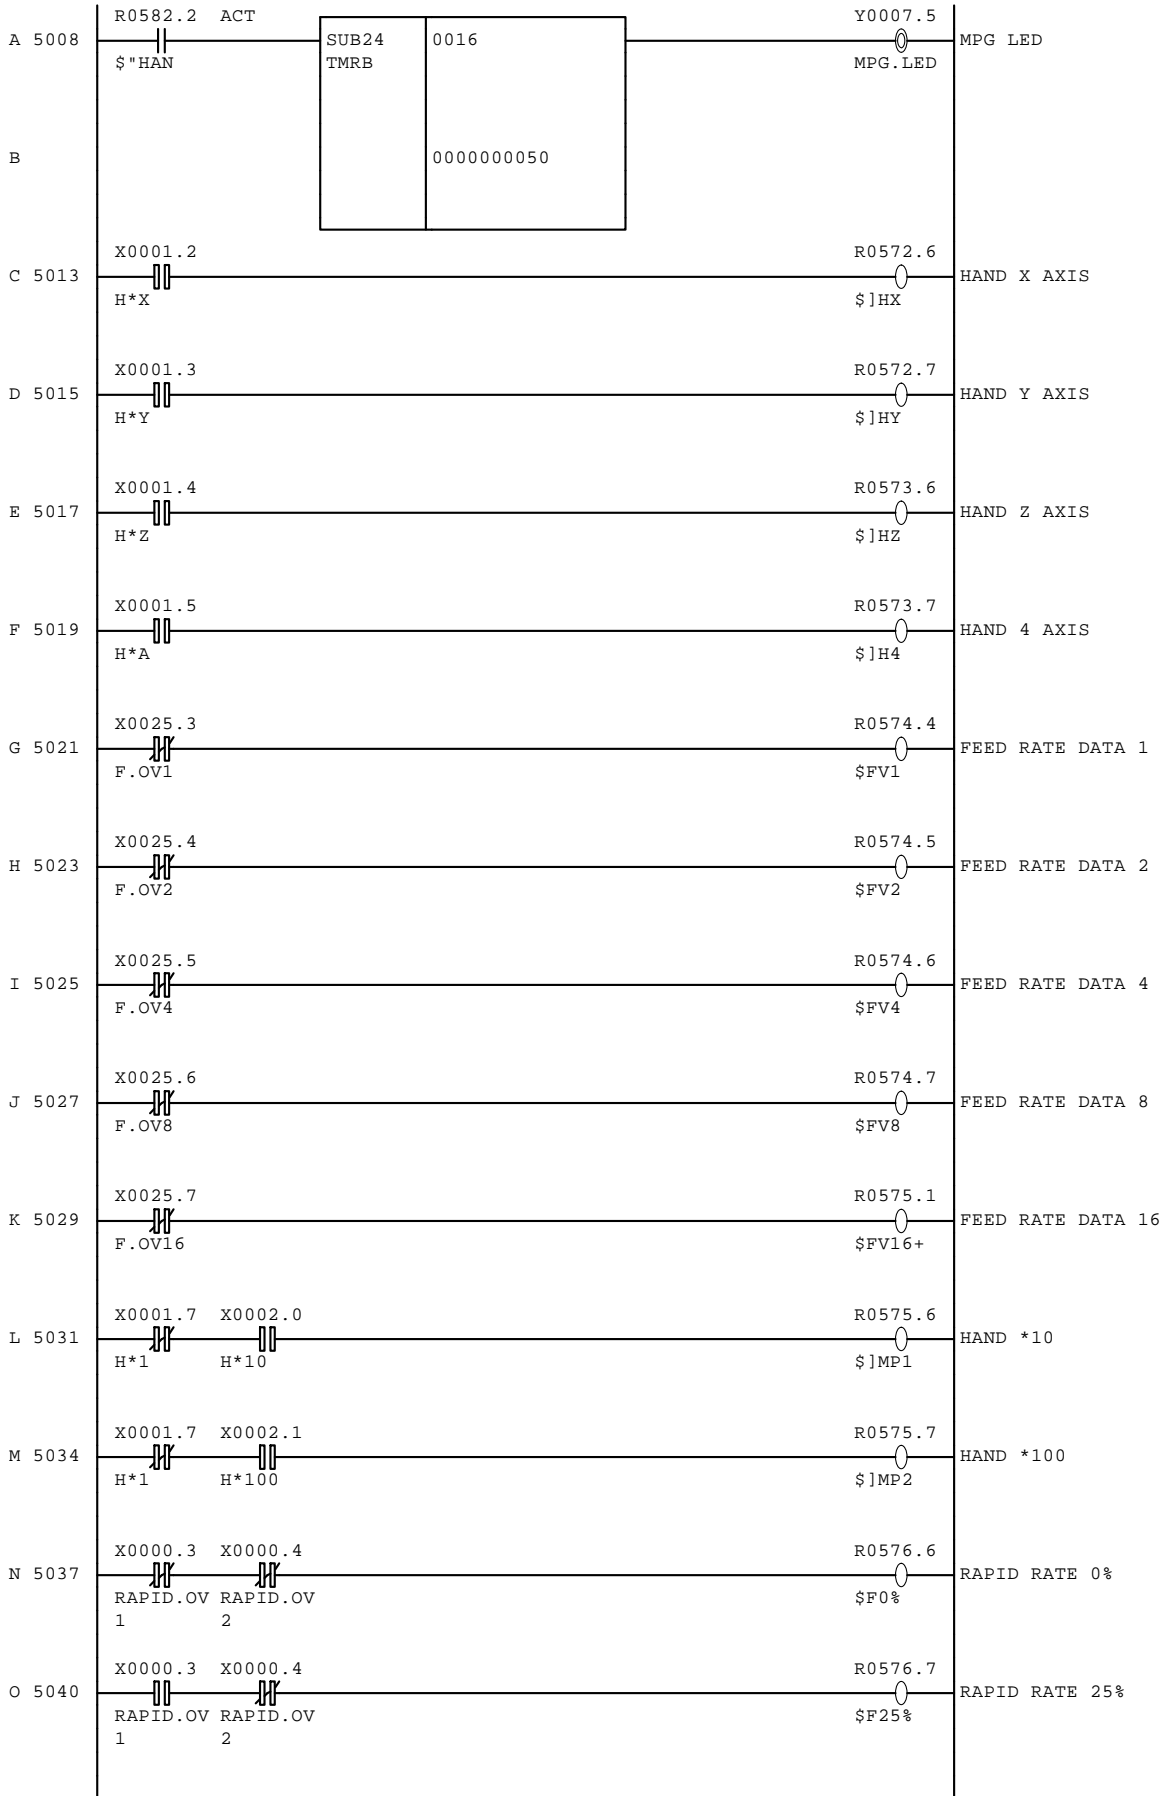 R0582.2 ACT Y0007.5
A 5008 SUB24 0016 MPG LED
$"HAN TMRB MPG.LED
B 0000000050
X0001.2 R0572.6
C 5013 HAND X AXIS
H*X $]HX
X0001.3 R0572.7
D 5015 HAND Y AXIS
H*Y $]HY
X0001.4 R0573.6
E 5017 HAND Z AXIS
H*Z $]HZ
X0001.5 R0573.7
F 5019 HAND 4 AXIS
H*A $]H4
X0025.3 R0574.4
G 5021 FEED RATE DATA 1
F.OV1 $FV1
X0025.4 R0574.5
H 5023 FEED RATE DATA 2
F.OV2 $FV2
X0025.5 R0574.6
I 5025 FEED RATE DATA 4
F.OV4 $FV4
X0025.6 R0574.7
J 5027 FEED RATE DATA 8
F.OV8 $FV8
X0025.7 R0575.1
K 5029 FEED RATE DATA 16
F.OV16 $FV16+
X0001.7 X0002.0 R0575.6
L 5031 HAND *10
H*1 H*10 $]MP1
X0001.7 X0002.1 R0575.7
M 5034 HAND *100
H*1 H*100 $]MP2
X0000.3 X0000.4 R0576.6
N 5037 RAPID RATE 0%
RAPID.OV RAPID.OV $F0%
1 2
X0000.3 X0000.4 R0576.7
O 5040 RAPID RATE 25%
RAPID.OV RAPID.OV $F25%
1 2